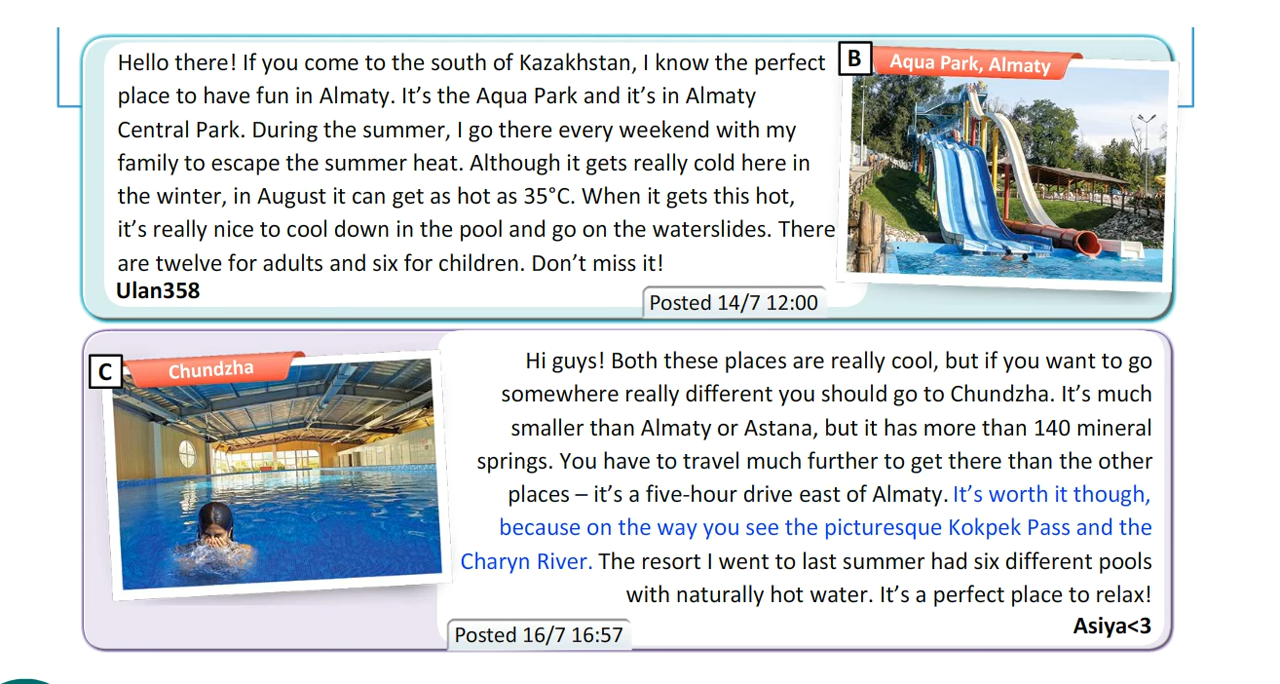 Hello there! If you come to the south of Kazakhstan, I know the perfect
place to have fun in Almaty. It's the Aqua Park and it's in Almaty
Central Park. During the summer, I go there every weekend with my
family to escape the summer heat. Although it gets really cold here in
the winter, in August it can get as hot as 35°C. When it gets this hot,
it's really nice to cool down in the pool and go on the waterslides. There
are twelve for adults and six for children. Don't miss it!
Ulan358
Posted 14/7 12:00
B
Aqua Park, Almaty
C
Chundzha
Hi guys! Both these places are really cool, but if you want to go
somewhere really different you should go to Chundzha. It's much
smaller than Almaty or Astana, but it has more than 140 mineral
springs. You have to travel much further to get there than the other
places – it's a five-hour drive east of Almaty. It's worth it though,
because on the way you see the picturesque Kokpek Pass and the
Charyn River. The resort I went to last summer had six different pools
with naturally hot water. It's a perfect place to relax!
Asiya<3
Posted 16/7 16:57